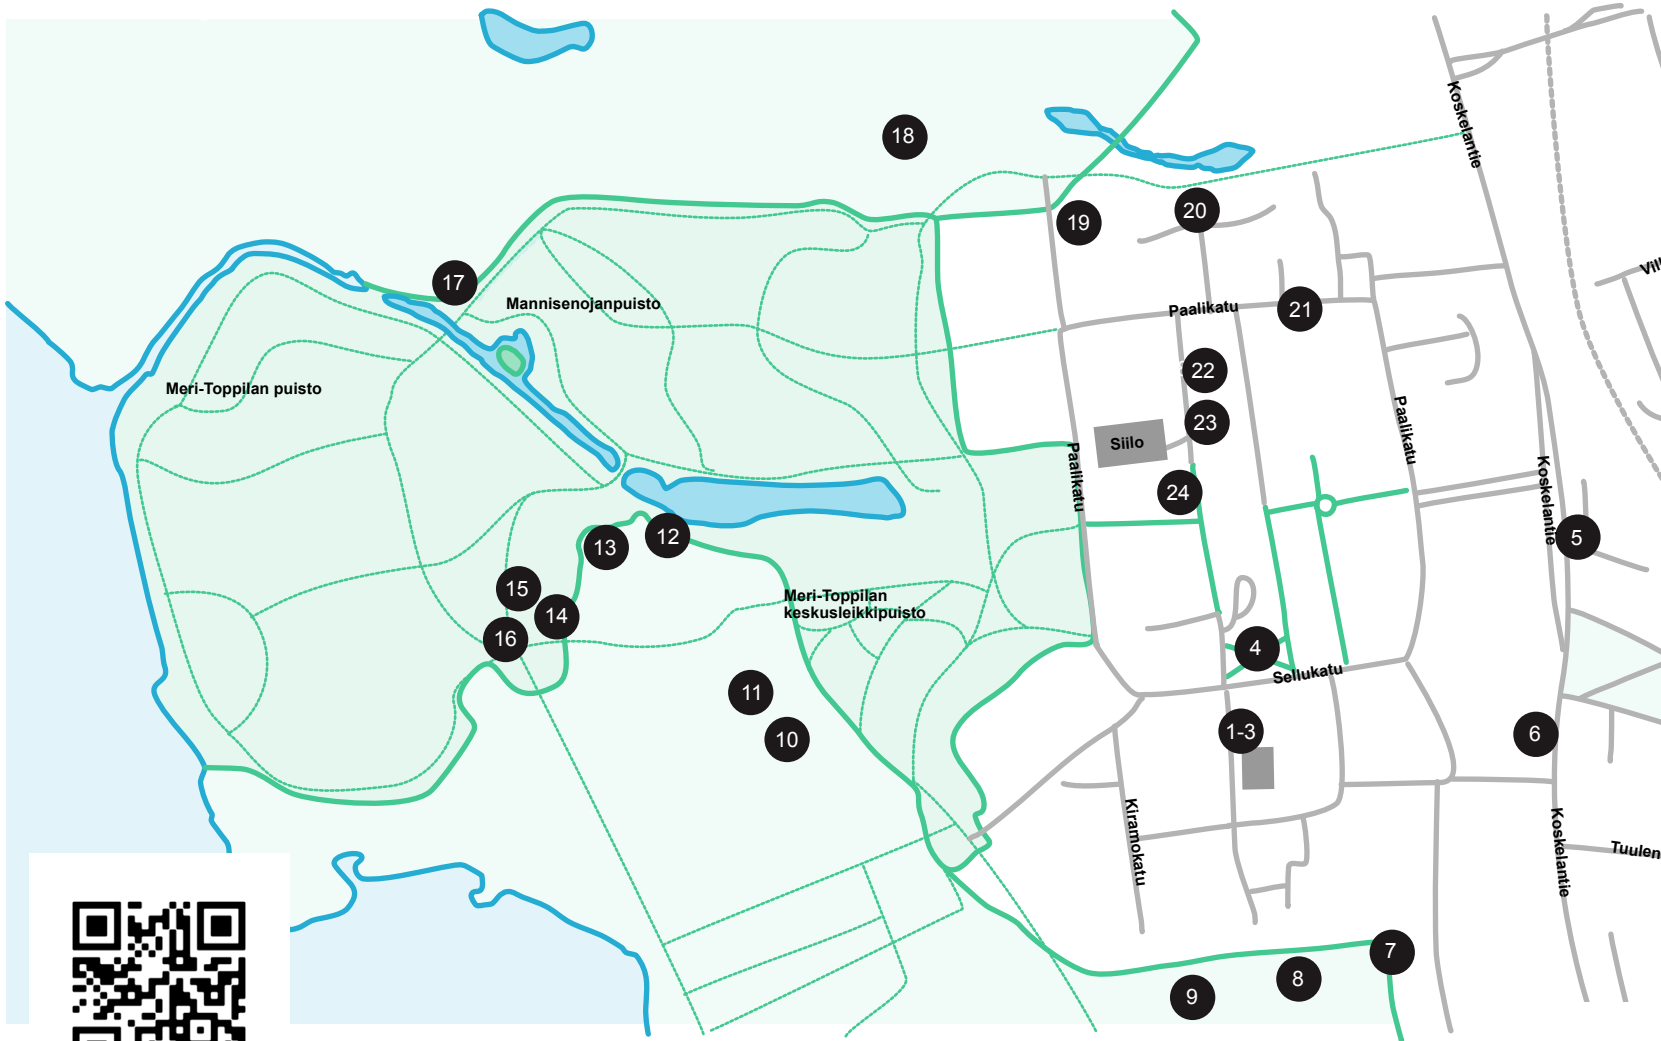 18
Koskelantie
19
20
17
Mannisenojanpuisto
Paalikatu
21
22
Meri-Toppilan puisto
23
Siilo
Paalikatu
Paalikatu
24
Koskelantie
5
12
13
15
14
16
Meri-Toppilan
keskusleikkipuisto
4
Sellukatu
11
10
1-3
6
Kiramokatu
Koskelantie
7
8
9